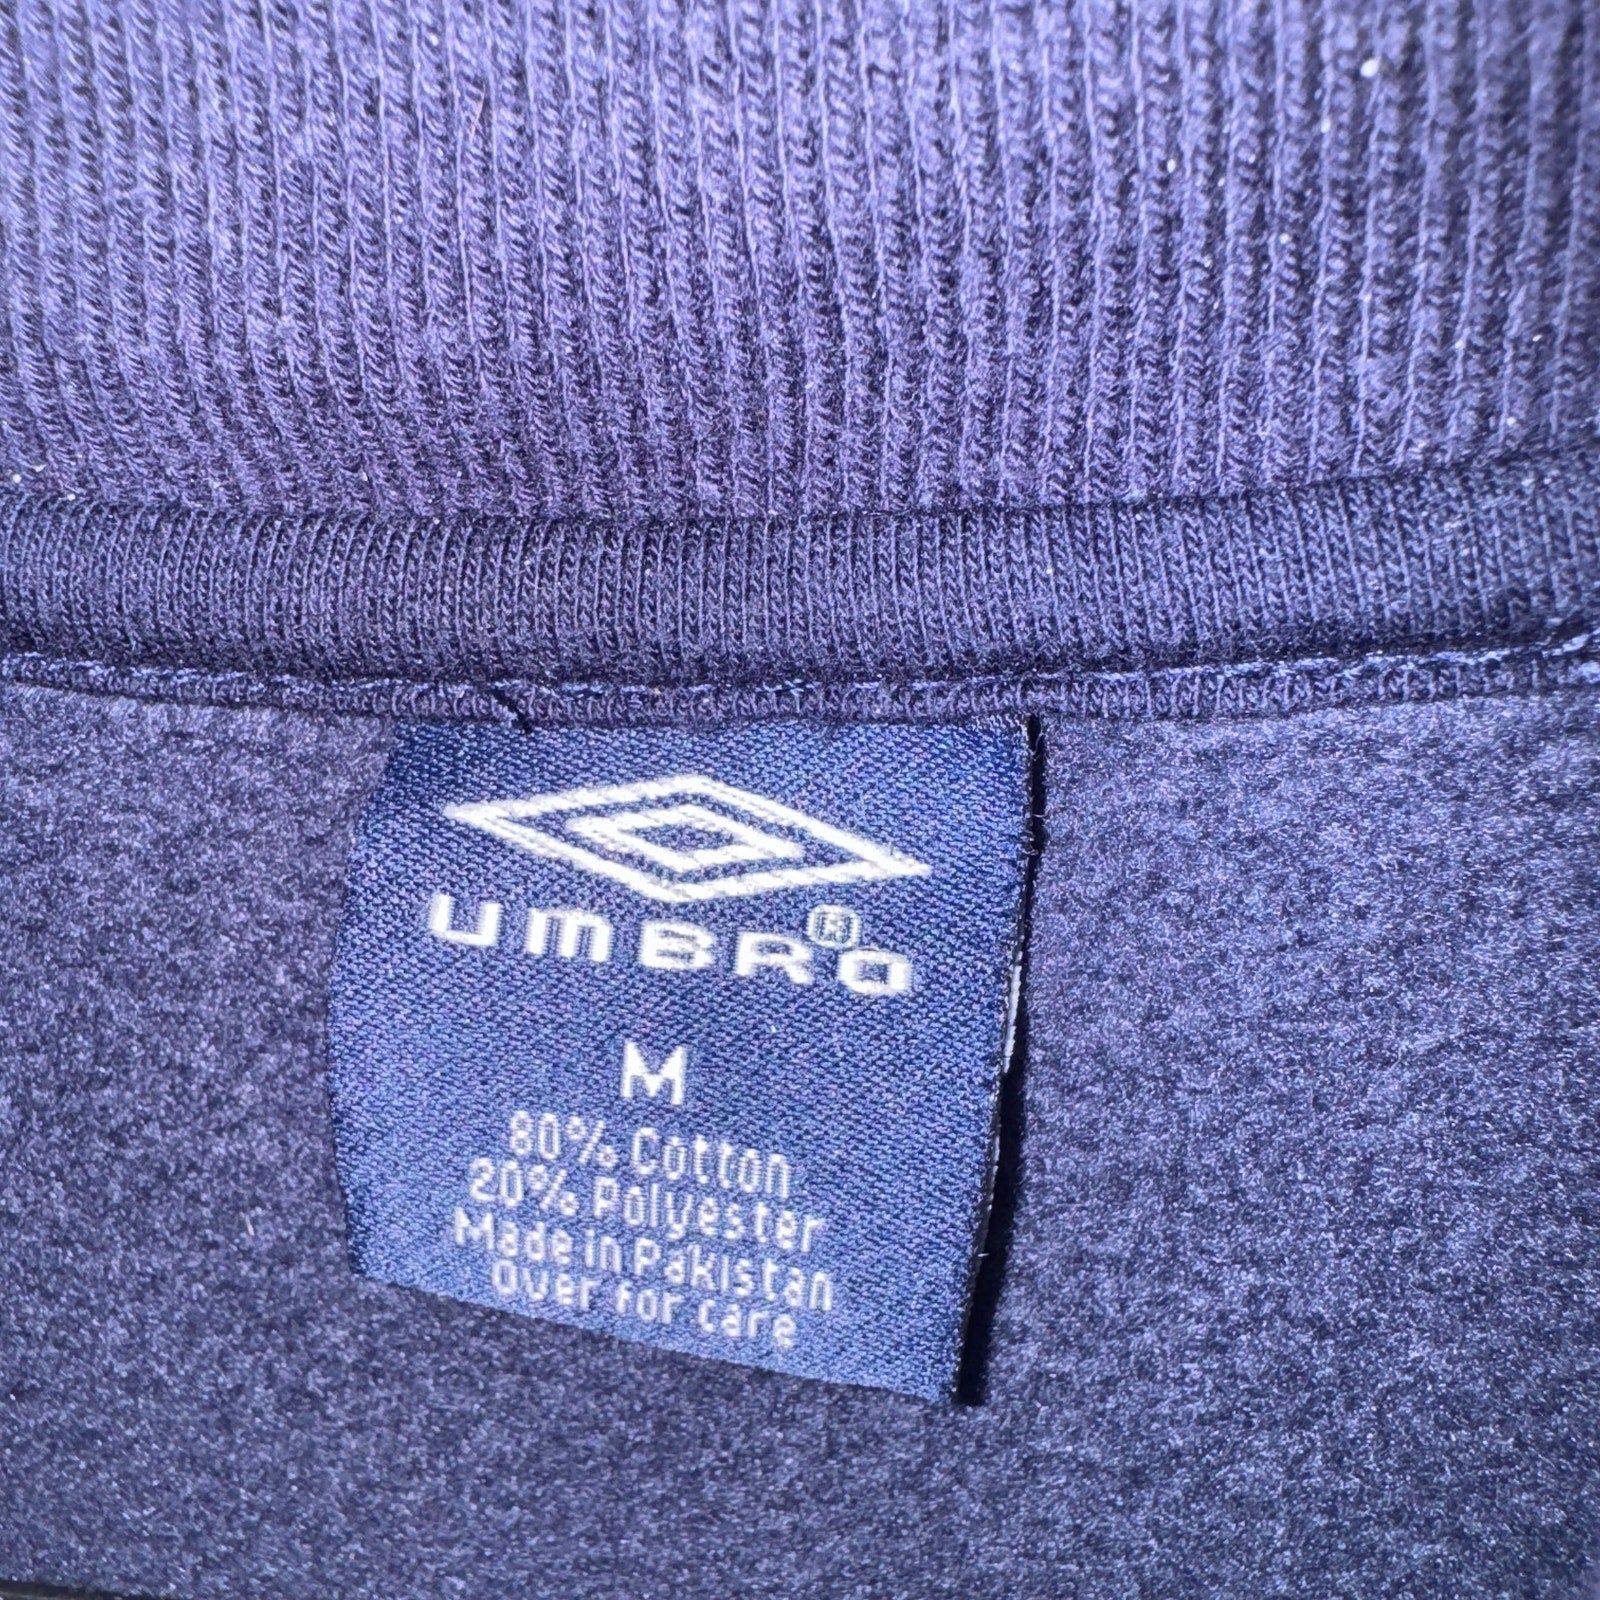 UMBRO®
M
80% Cotton
20% Polyester
Made in Pakistan
Over for care